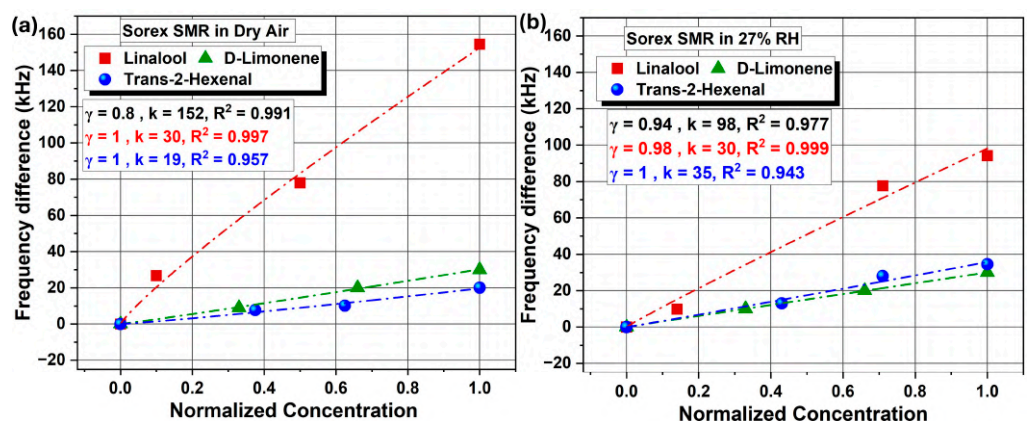 (a)
Sorex SMR in Dry Air
Linalool D-Limonene
Trans-2-Hexenal
γ = 0.8 , k = 152, R² = 0.991
γ = 1 , k = 30, R² = 0.997
γ = 1 , k = 19, R² = 0.957
Frequency difference (kHz)
160
140
120
100
80
60
40
20
0
−20
0.0 0.2 0.4 0.6 0.8 1.0
Normalized Concentration
(b)
Sorex SMR in 27% RH
Linalool D-Limonene
Trans-2-Hexenal
γ = 0.94 , k = 98, R² = 0.977
γ = 0.98 , k = 30, R² = 0.999
γ = 1 , k = 35, R² = 0.943
Frequency difference (kHz)
160
140
120
100
80
60
40
20
0
−20
0.0 0.2 0.4 0.6 0.8 1.0
Normalized Concentration